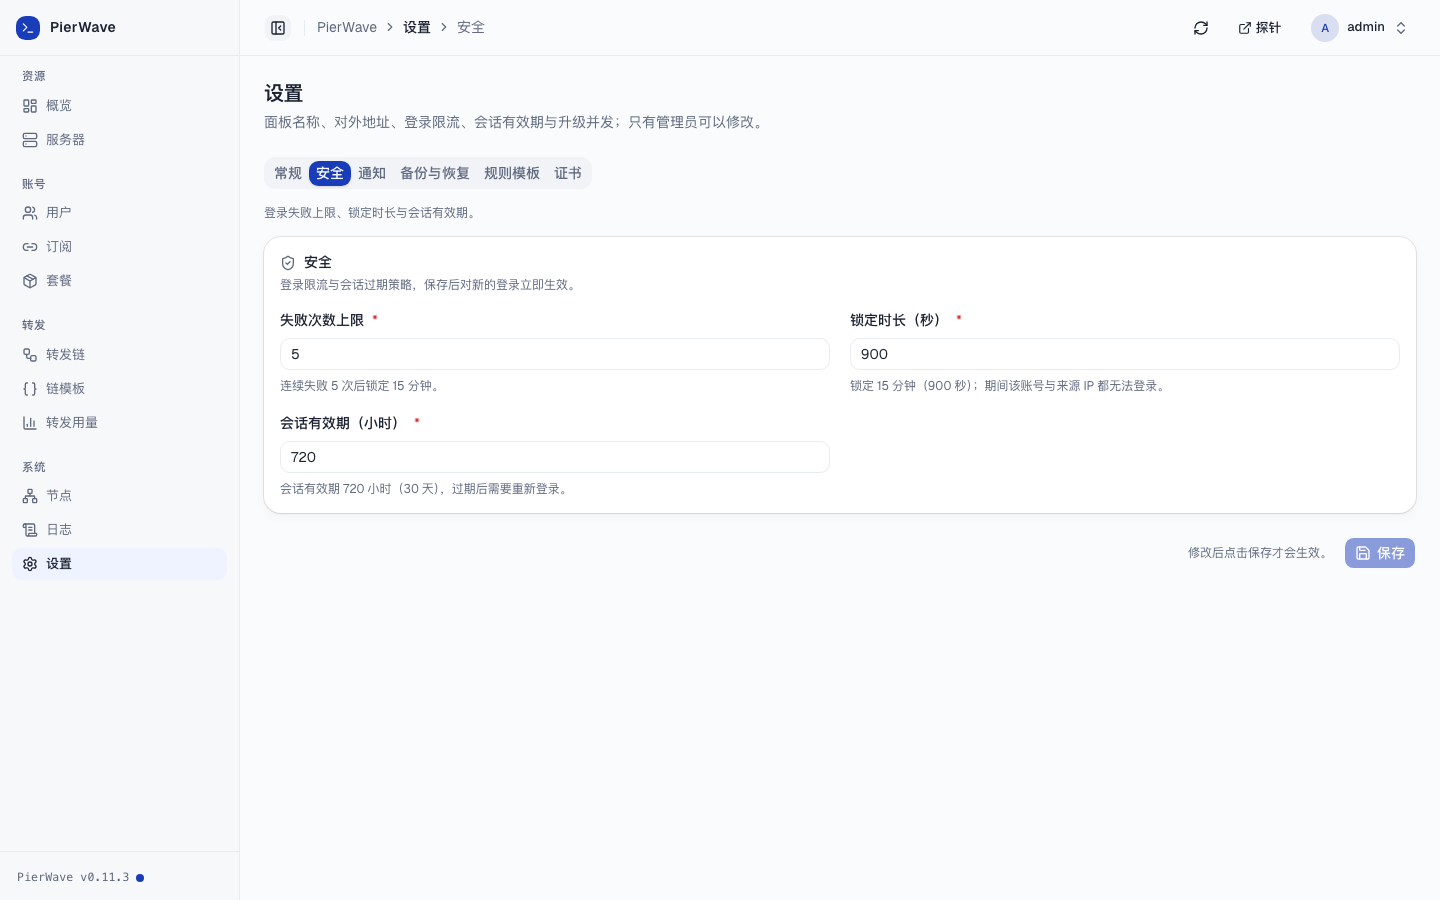 PierWave
PierWave > 设置 > 安全
探针
A
admin
资源
概览
服务器
账号
用户
订阅
套餐
转发
转发链
链模板
转发用量
系统
节点
日志
设置
PierWave v0.11.3
设置
面板名称、对外地址、登录限流、会话有效期与升级并发；只有管理员可以修改。
常规 安全 通知 备份与恢复 规则模板 证书
登录失败上限、锁定时长与会话有效期。
安全
登录限流与会话过期策略，保存后对新的登录立即生效。
失败次数上限 *
5
连续失败 5 次后锁定 15 分钟。
锁定时长（秒） *
900
锁定 15 分钟（900 秒）；期间该账号与来源 IP 都无法登录。
会话有效期（小时） *
720
会话有效期 720 小时（30 天），过期后需要重新登录。
修改后点击保存才会生效。
保存